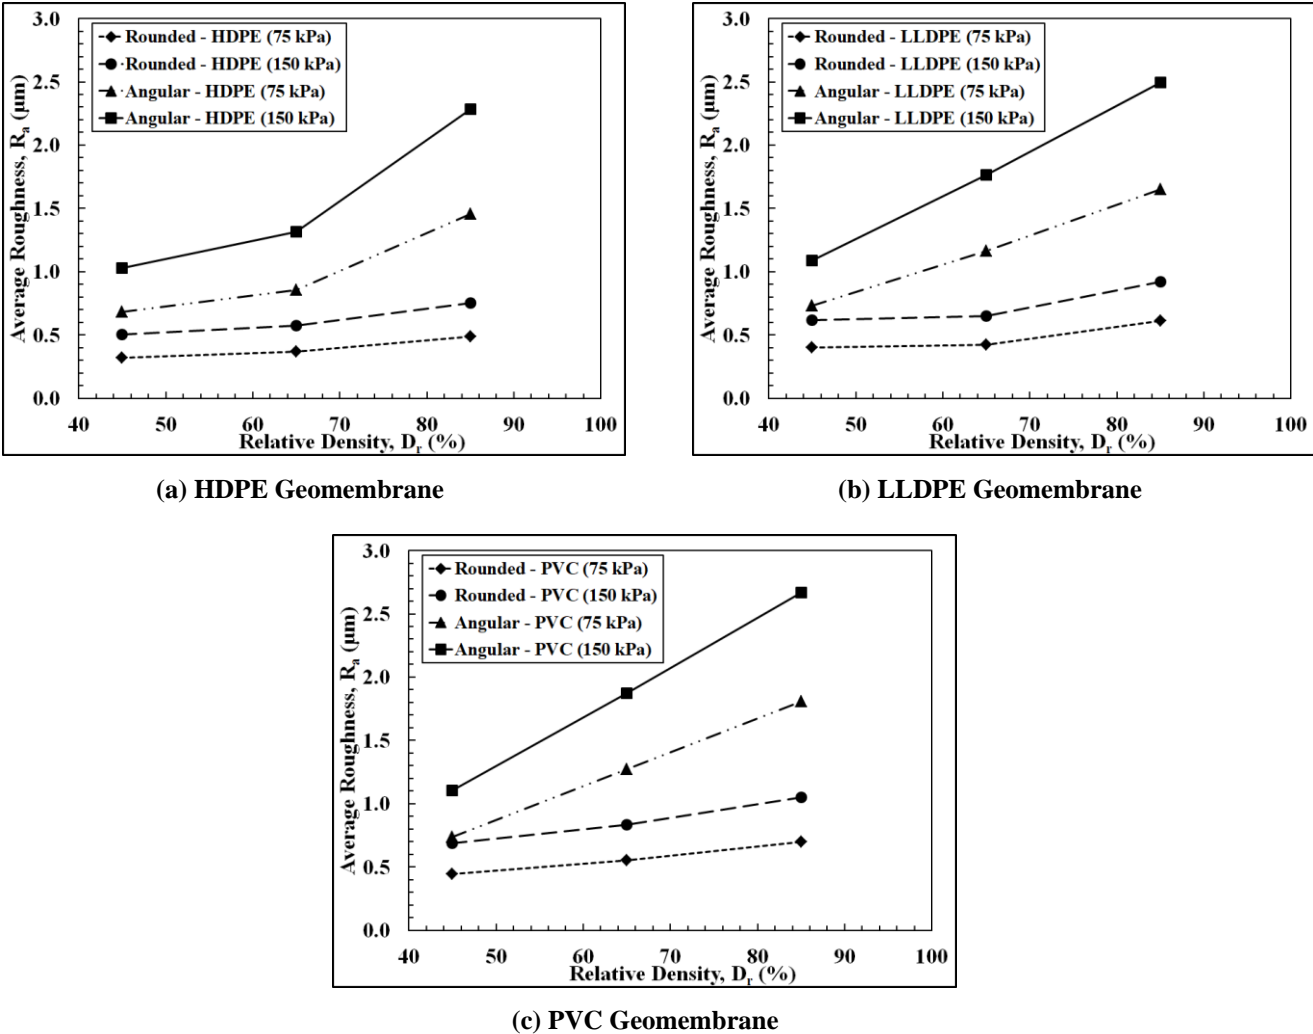 Average Roughness, Rₐ (µm)
3.0
2.5
2.0
1.5
1.0
0.5
0.0
Rounded - HDPE (75 kPa)
Rounded - HDPE (150 kPa)
Angular - HDPE (75 kPa)
Angular - HDPE (150 kPa)
40 50 60 70 80 90 100
Relative Density, Dᵣ (%)
(a) HDPE Geomembrane
Average Roughness, Rₐ (µm)
3.0
2.5
2.0
1.5
1.0
0.5
0.0
Rounded - LLDPE (75 kPa)
Rounded - LLDPE (150 kPa)
Angular - LLDPE (75 kPa)
Angular - LLDPE (150 kPa)
40 50 60 70 80 90 100
Relative Density, Dᵣ (%)
(b) LLDPE Geomembrane
Average Roughness, Rₐ (µm)
3.0
2.5
2.0
1.5
1.0
0.5
0.0
Rounded - PVC (75 kPa)
Rounded - PVC (150 kPa)
Angular - PVC (75 kPa)
Angular - PVC (150 kPa)
40 50 60 70 80 90 100
Relative Density, Dᵣ (%)
(c) PVC Geomembrane